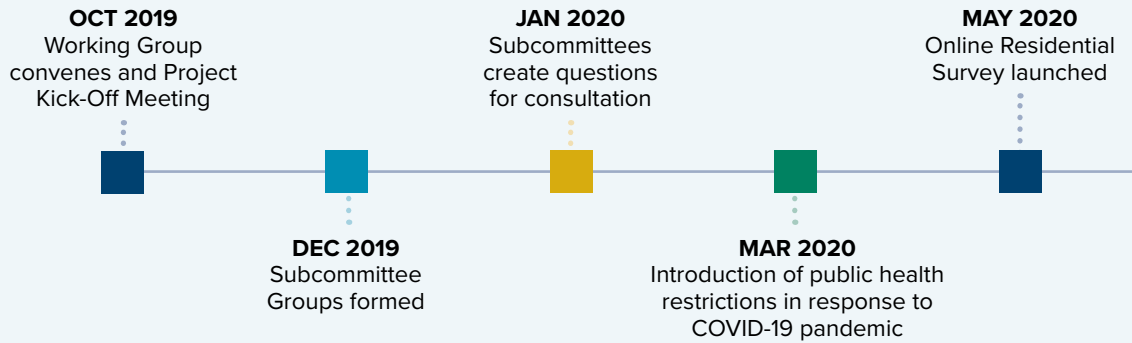 OCT 2019
Working Group
convenes and Project
Kick-Off Meeting
DEC 2019
Subcommittee
Groups formed
JAN 2020
Subcommittees
create questions
for consultation
MAR 2020
Introduction of public health
restrictions in response to
COVID-19 pandemic
MAY 2020
Online Residential
Survey launched